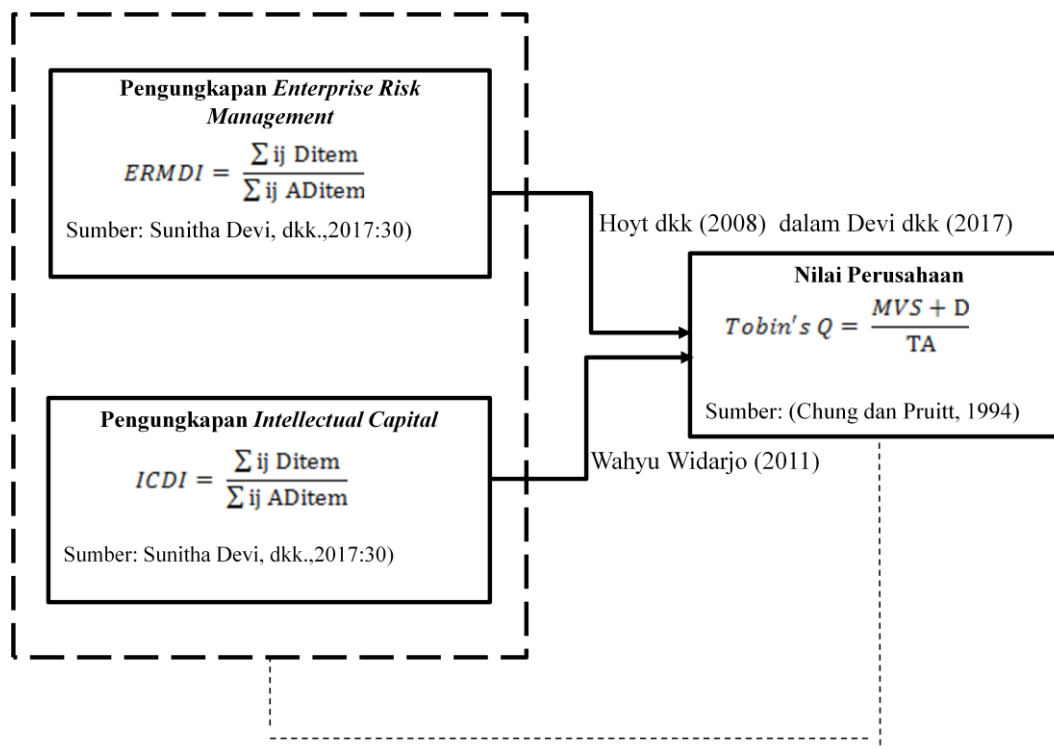 Pengungkapan Enterprise Risk
Management
ERMDI = ∑ ij Ditem / ∑ ij ADitem
Sumber: Sunitha Devi, dkk.,2017:30)
Hoyt dkk (2008) dalam Devi dkk (2017)
Nilai Perusahaan
Tobin's Q = MVS + D / TA
Sumber: (Chung dan Pruitt, 1994)
Pengungkapan Intellectual Capital
ICDI = ∑ ij Ditem / ∑ ij ADitem
Sumber: Sunitha Devi, dkk.,2017:30)
Wahyu Widarjo (2011)